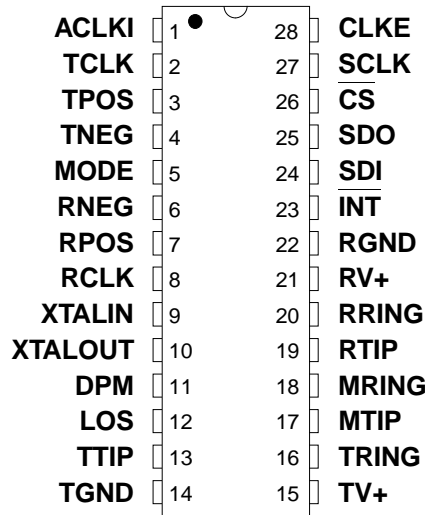 ACLKI 1 28 CLKE
TCLK 2 27 SCLK
TPOS 3 26 CS
TNEG 4 25 SDO
MODE 5 24 SDI
RNEG 6 23 INT
RPOS 7 22 RGND
RCLK 8 21 RV+
XTALIN 9 20 RRING
XTALOUT 10 19 RTIP
DPM 11 18 MRING
LOS 12 17 MTIP
TTIP 13 16 TRING
TGND 14 15 TV+